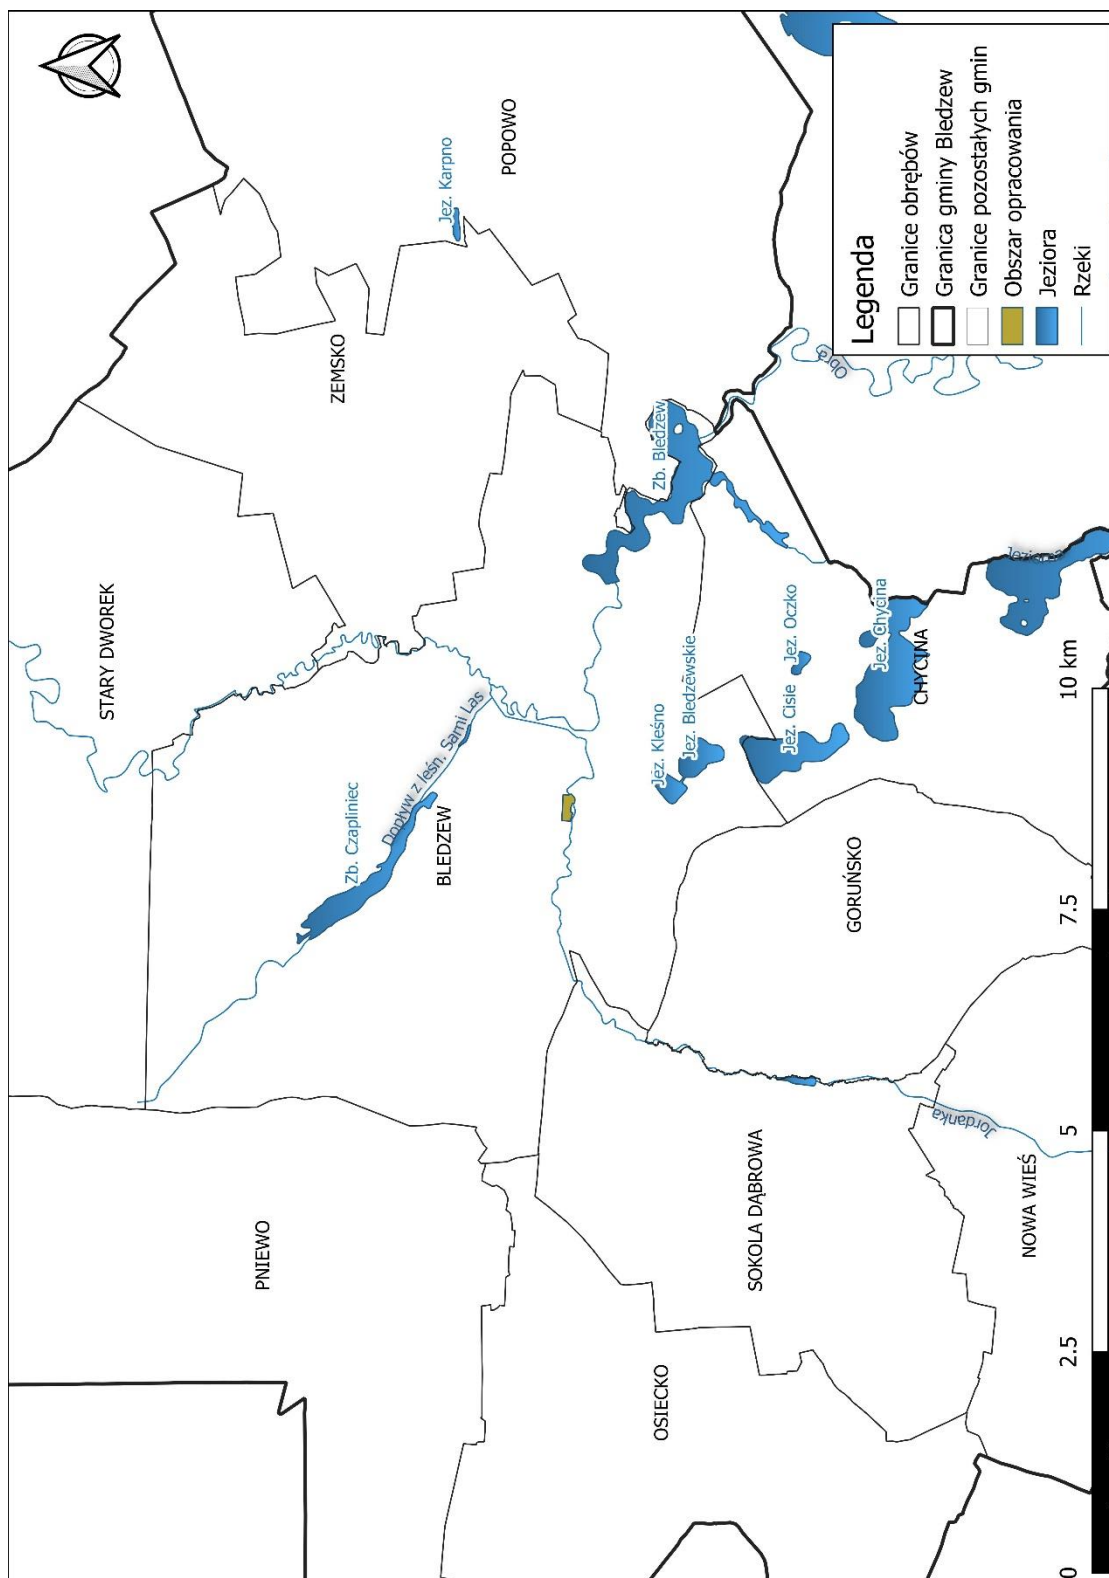 STARY DWOREK
PNIEWO
ZEMSKO
Zb. Czapliniec
Dopływ z leśn. Sami Las
BLEDZEW
Jez. Karpno
POPOWO
Zb. Bledzew
Jez. Kleśno
OSIECKO
Jez. Bledzewskie
SOKOLA DĄBROWA
Jez. Cisie
Jez. Oczko
Obra
GORUŃSKO
Jez. Chycina
CHYCINA
Jordanka
NOWA WIEŚ
Legenda
Granice obrębów
Granica gminy Bledzew
Granice pozostałych gmin
Obszar opracowania
Jeziora
Rzeki
0 2.5 5 7.5 10 km